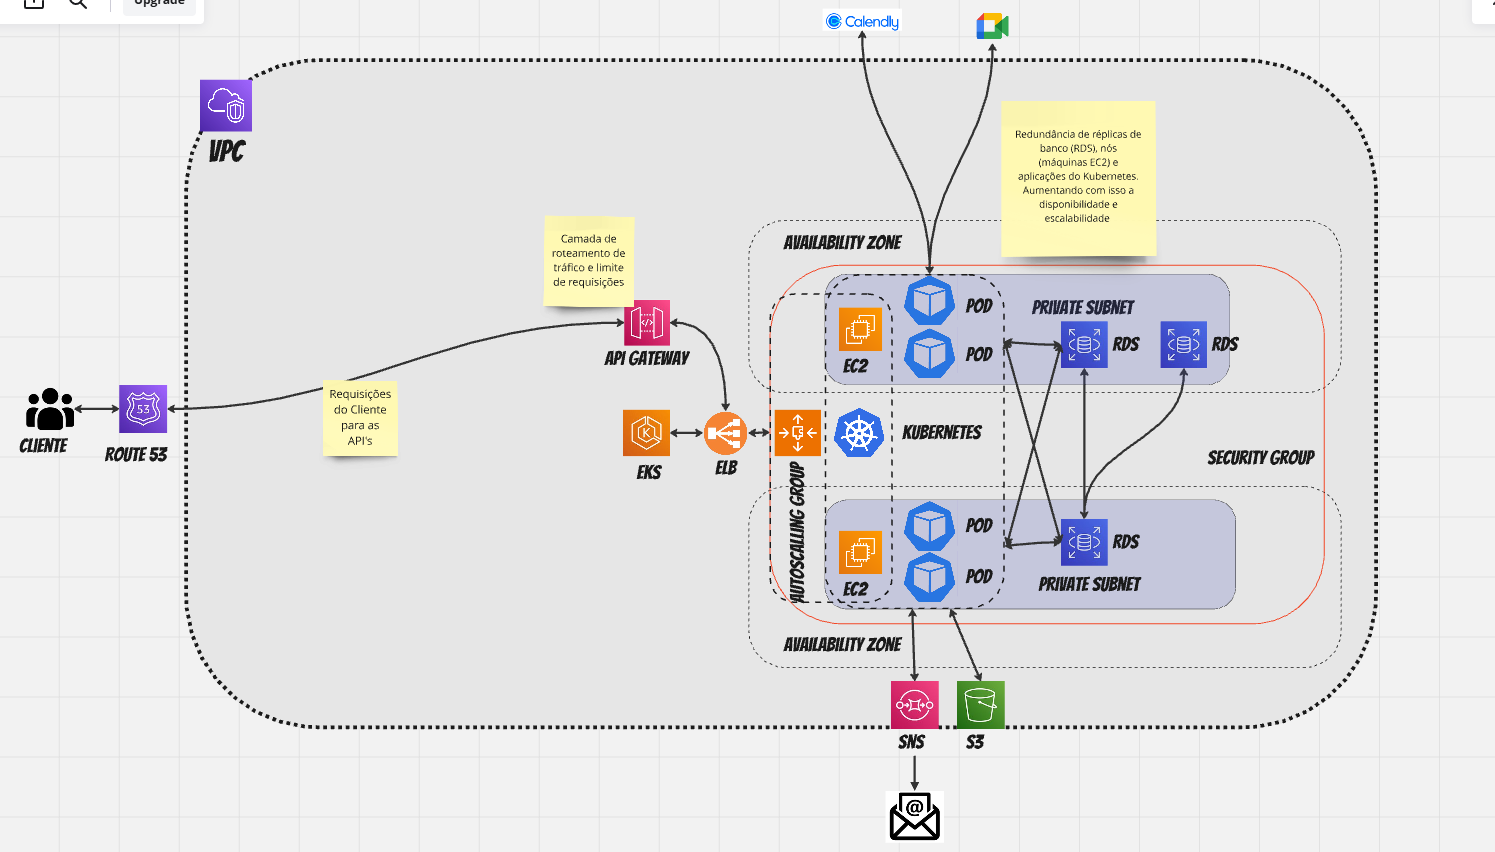 Upgrade
Calendly
VPC
Redundância de réplicas de
banco (RDS), nós
(máquinas EC2) e
aplicações do Kubernetes.
Aumentando com isso a
disponibilidade e
escalabilidade
Camada de
roteamento de
tráfico e limite
de requisições
AVAILABILITY ZONE
POD
PRIVATE SUBNET
EC2
POD
RDS
RDS
API GATEWAY
Requisições
do Cliente
para as
API's
53
CLIENTE
ROUTE 53
EKS
ELB
KUBERNETES
SECURITY GROUP
AUTOSCALLING GROUP
POD
EC2
POD
RDS
PRIVATE SUBNET
AVAILABILITY ZONE
SNS
S3
@